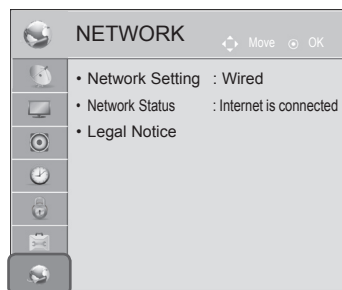 NETWORK Move OK
• Network Setting : Wired
• Network Status : Internet is connected
• Legal Notice